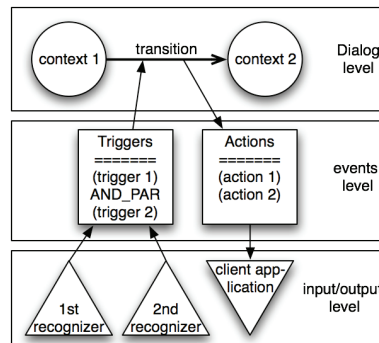 context 1
transition
context 2
Dialog
level
Triggers
=======
(trigger 1)
AND_PAR
(trigger 2)
Actions
=======
(action 1)
(action 2)
events
level
1st
recognizer
2nd
recognizer
client app-
lication
input/output
level